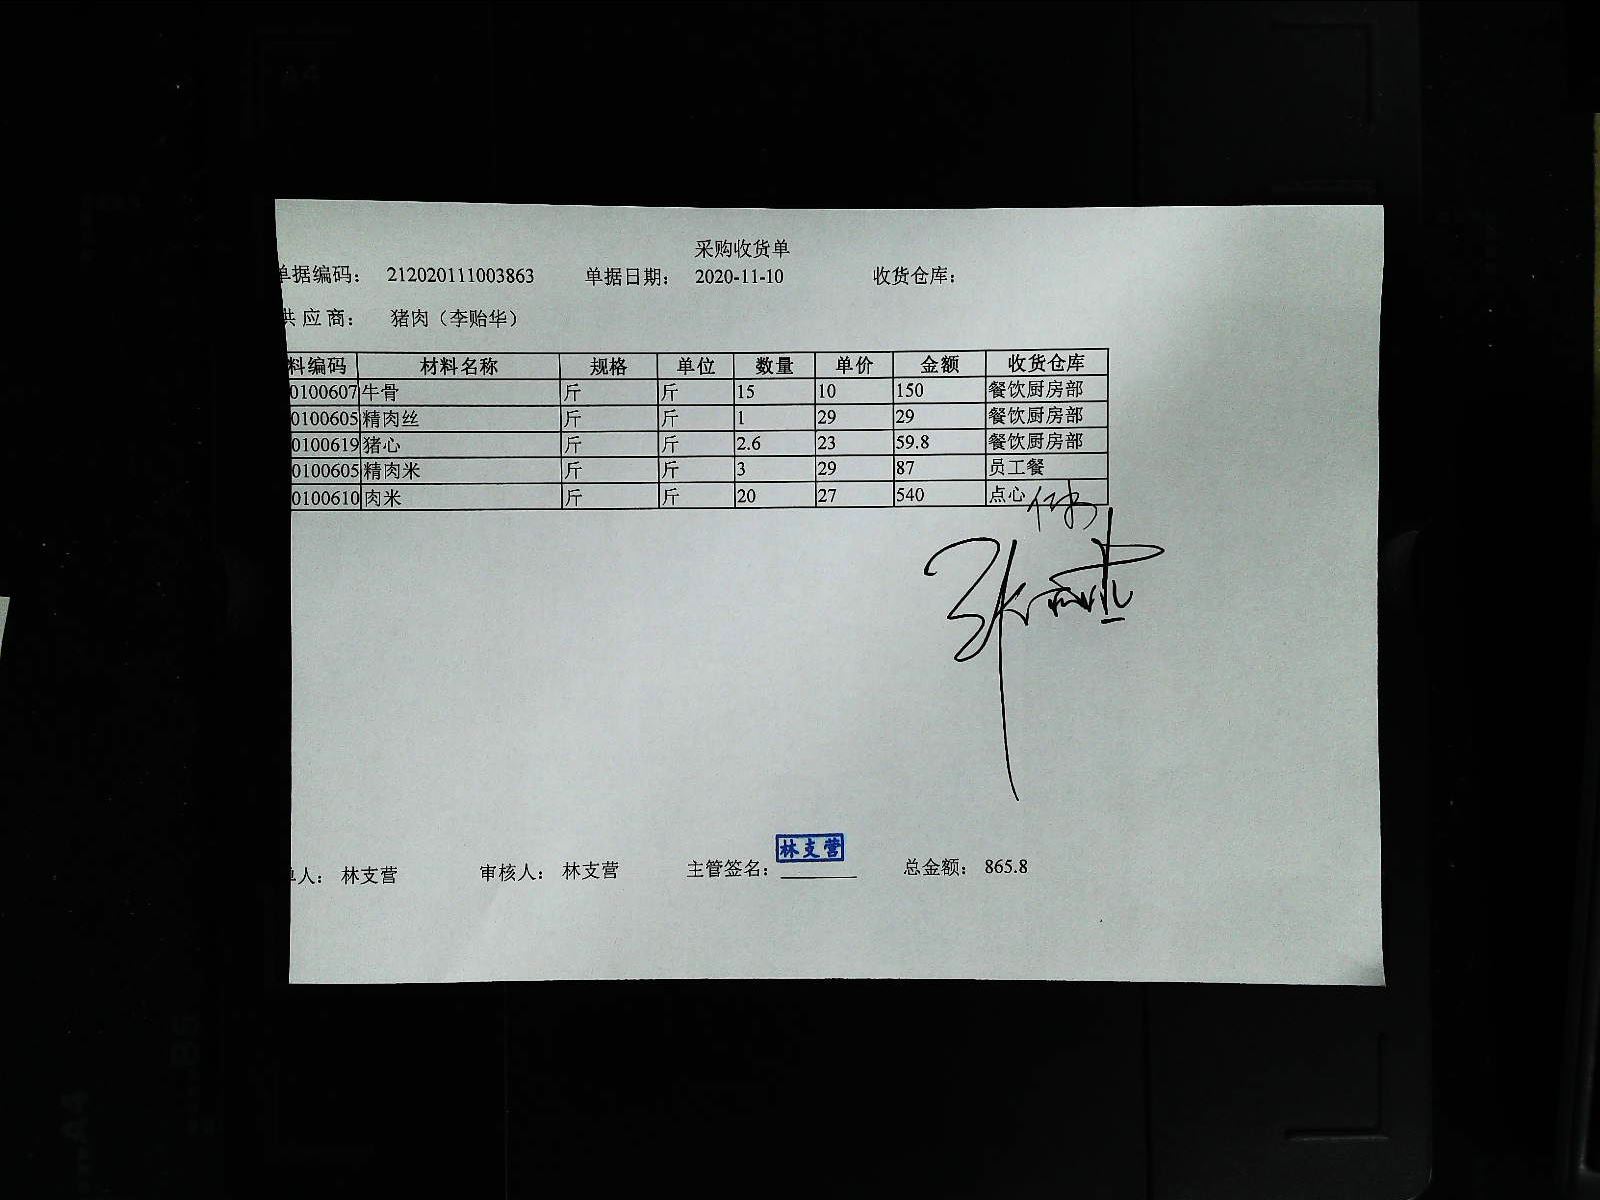 采购收货单
单据编码： 212020111003863 单据日期： 2020-11-10 收货仓库：
供应商： 猪肉（李贻华）
料编码 材料名称 规格 单位 数量 单价 金额 收货仓库
0100607 牛骨 斤 斤 15 10 150 餐饮厨房部
0100605 精肉丝 斤 斤 1 29 29 餐饮厨房部
0100619 猪心 斤 斤 2.6 23 59.8 餐饮厨房部
0100605 精肉米 斤 斤 3 29 87 员工餐
0100610 肉米 斤 斤 20 27 540 点心
林支营
单人： 林支营 审核人： 林支营 主管签名： 总金额： 865.8